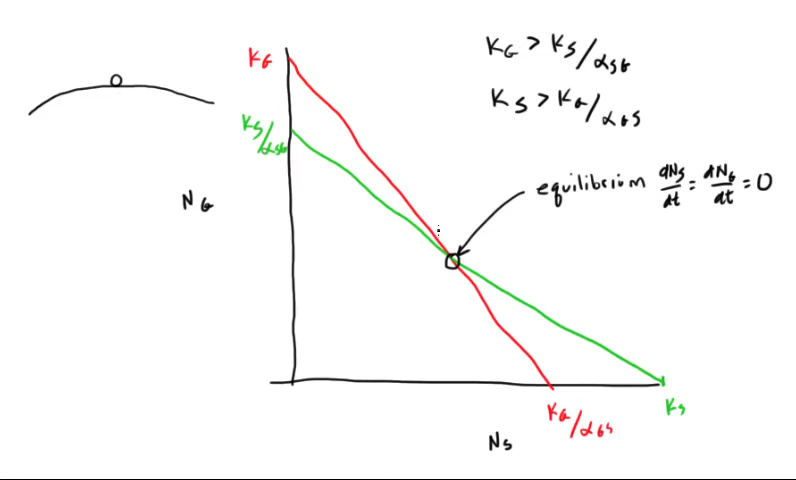 K_G > K_S/α_SG
K_S > K_G/α_GS
K_G
K_S/α_SG
equilibrium dN_S/dt = dN_G/dt = 0
N_G
K_G/α_GS
K_S
N_S